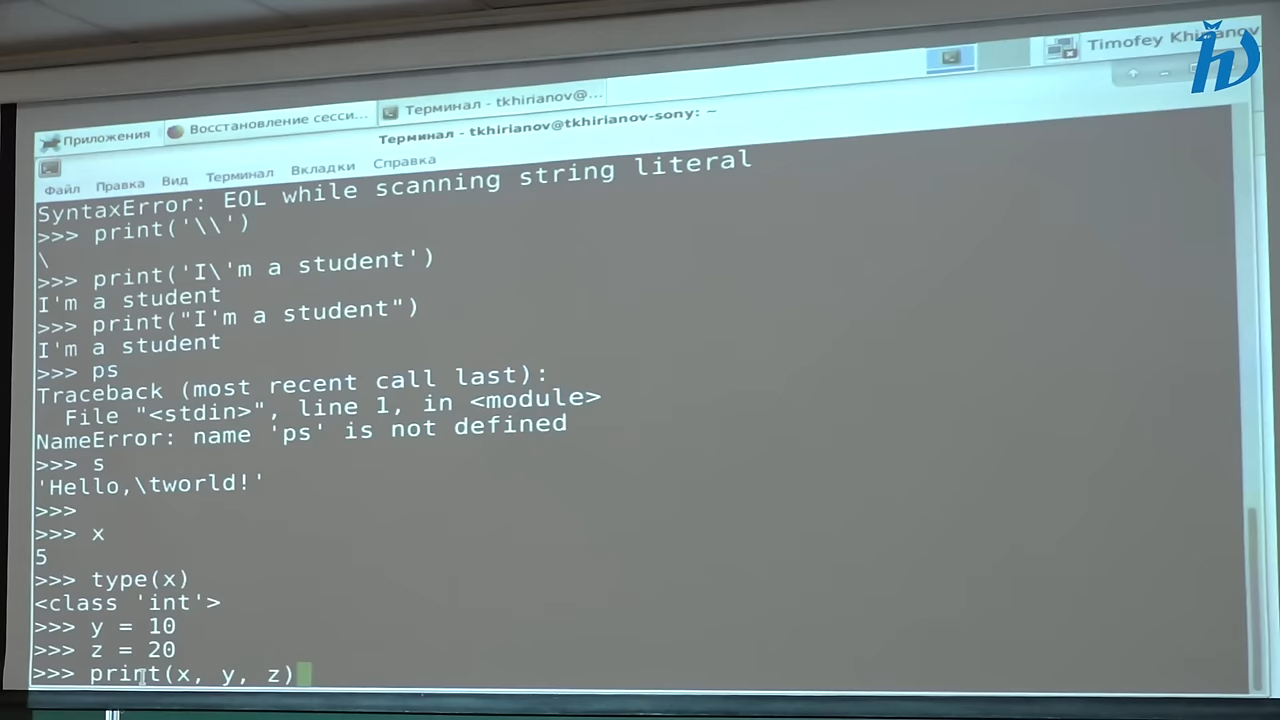 Timofey Khirianov
Приложения
Восстановление сесси...
Терминал - tkhirianov@...
Терминал - tkhirianov@tkhirianov-sony: ~
Файл Правка Вид Терминал Вкладки Справка
SyntaxError: EOL while scanning string literal
>>> print('\\')
\
>>> print('I\'m a student')
I'm a student
>>> print("I'm a student")
I'm a student
>>> ps
Traceback (most recent call last):
  File "<stdin>", line 1, in <module>
NameError: name 'ps' is not defined
>>> s
'Hello,\tworld!'
>>>
>>> x
5
>>> type(x)
<class 'int'>
>>> y = 10
>>> z = 20
>>> print(x, y, z)